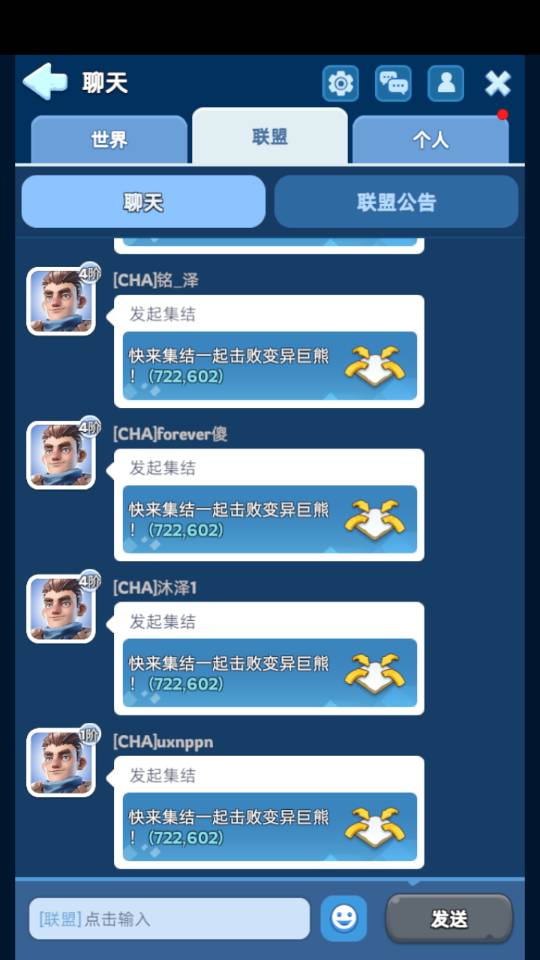 聊天
世界
联盟
个人
聊天
联盟公告
4阶
[CHA]铭_泽
发起集结
快来集结一起击败变异巨熊
！ (722,602)
4阶
[CHA]forever傻
发起集结
快来集结一起击败变异巨熊
！ (722,602)
4阶
[CHA]沐泽1
发起集结
快来集结一起击败变异巨熊
！ (722,602)
1阶
[CHA]uxnppn
发起集结
快来集结一起击败变异巨熊
！ (722,602)
[联盟]点击输入
发送